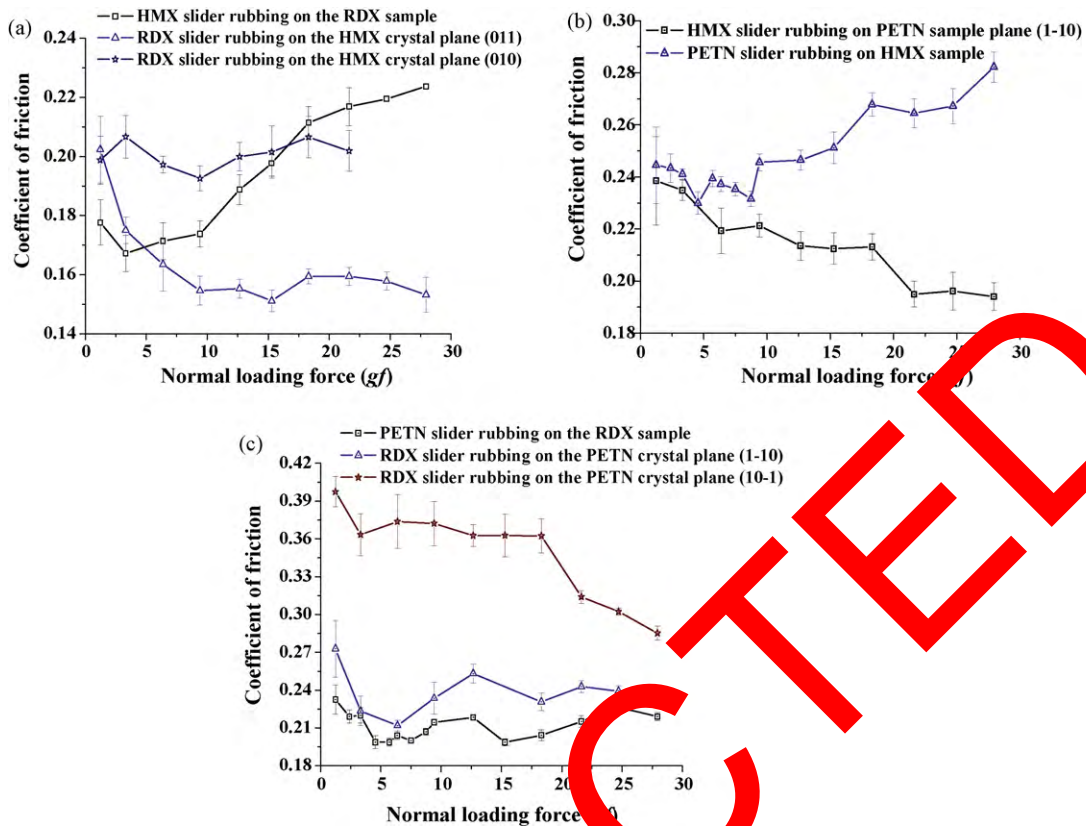 (a)
HMX slider rubbing on the RDX sample
RDX slider rubbing on the HMX crystal plane (011)
RDX slider rubbing on the HMX crystal plane (010)
0.24
0.22
0.20
0.18
0.16
0.14
Coefficient of friction
0 5 10 15 20 25 30
Normal loading force (gf)
(b)
0.30
HMX slider rubbing on PETN sample plane (1-10)
PETN slider rubbing on HMX sample
0.28
0.26
0.24
0.22
0.20
0.18
Coefficient of friction
0 5 10 15 20 25 30
Normal loading force
(c)
PETN slider rubbing on the RDX sample
RDX slider rubbing on the PETN crystal plane (1-10)
RDX slider rubbing on the PETN crystal plane (10-1)
0.42
0.39
0.36
0.33
0.30
0.27
0.24
0.21
0.18
Coefficient of friction
0 5 10 15 20 25 30
Normal loading force
CTED